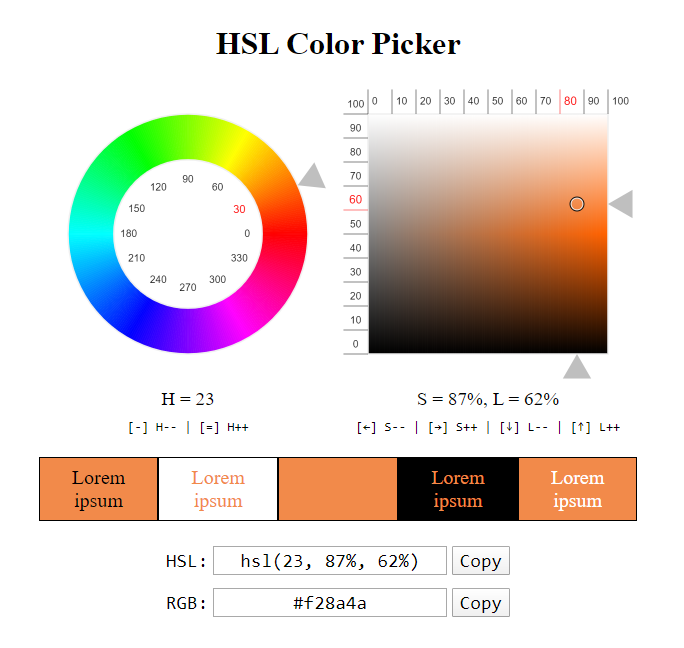 HSL Color Picker
0 10 20 30 40 50 60 70 80 90 100
100
90
80
70
60
50
40
30
20
10
0
90
120 60
150 30
180 0
210 330
240 300
270
H = 23
S = 87%, L = 62%
[-] H-- | [=] H++
[←] S-- | [→] S++ | [↓] L-- | [↑] L++
Lorem ipsum
Lorem ipsum
Lorem ipsum
Lorem ipsum
HSL: hsl(23, 87%, 62%) Copy
RGB: #f28a4a Copy